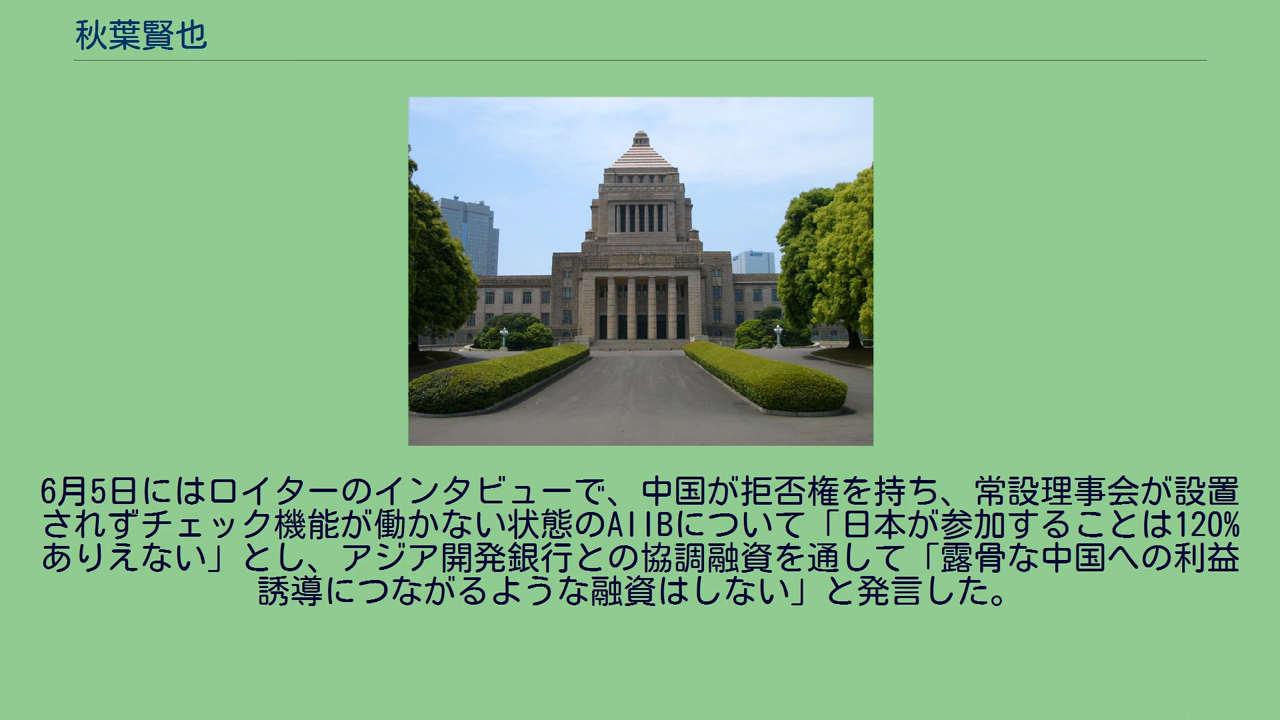 秋葉賢也
6月5日にはロイターのインタビューで、中国が拒否権を持ち、常設理事会が設置
されずチェック機能が働かない状態のAIIBについて「日本が参加することは120%
ありえない」とし、アジア開発銀行との協調融資を通して「露骨な中国への利益
誘導につながるような融資はしない」と発言した。